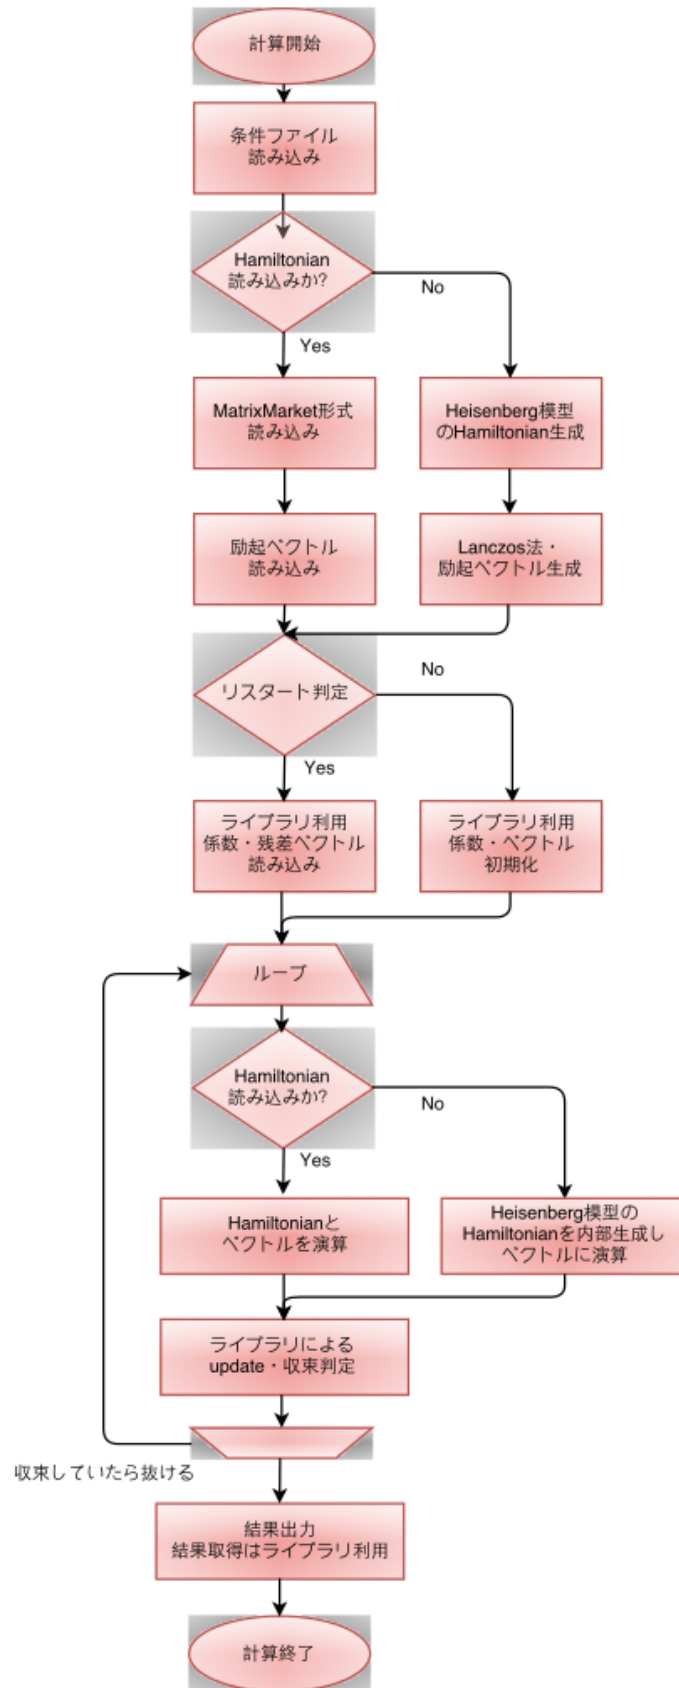 計算開始
条件ファイル
読み込み
Hamiltonian
読み込みか?
No
Yes
MatrixMarket形式
読み込み
Heisenberg模型
のHamiltonian生成
励起ベクトル
読み込み
Lanczos法・
励起ベクトル生成
リスタート判定
No
Yes
ライブラリ利用
係数・残差ベクトル
読み込み
ライブラリ利用
係数・ベクトル
初期化
ループ
Hamiltonian
読み込みか?
No
Yes
Hamiltonianと
ベクトルを演算
Heisenberg模型の
Hamiltonianを内部生成し
ベクトルに演算
ライブラリによる
update・収束判定
収束していたら抜ける
結果出力
結果取得はライブラリ利用
計算終了